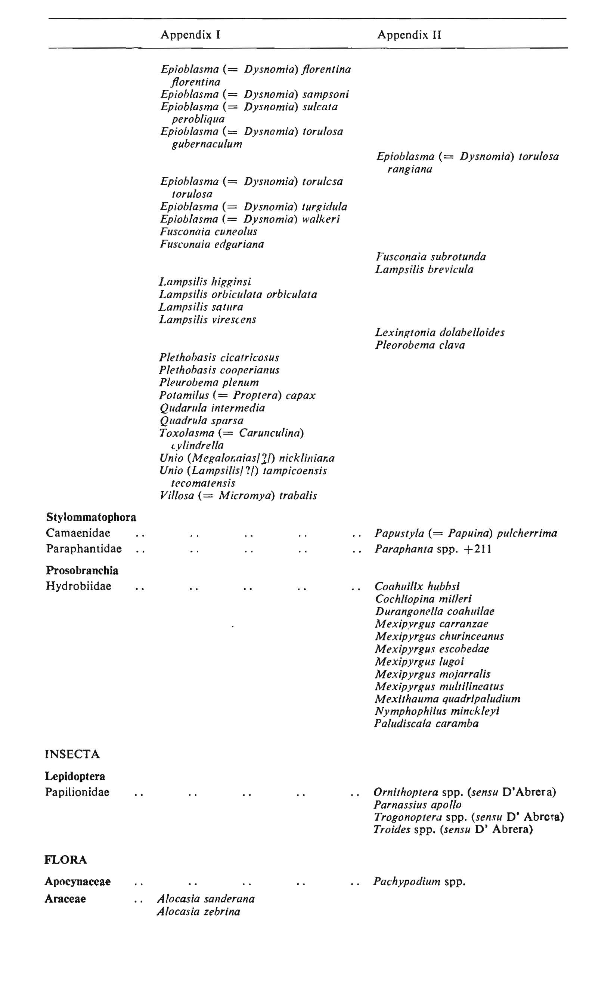 Appendix I Appendix II
Epioblasma (= Dysnomia) florentina
florentina
Epioblasma (= Dysnomia) sampsoni
Epioblasma (= Dysnomia) sulcata
perobliqua
Epioblasma (= Dysnomia) torulosa
gubernaculum
Epioblasma (= Dysnomia) torulosa
rangiana
Epioblasma (= Dysnomia) torulosa
torulosa
Epioblasma (= Dysnomia) turgidula
Epioblasma (= Dysnomia) walkeri
Fusconaia cuneolus
Fusconaia edgariana
Fusconaia subrotunda
Lampsilis brevicula
Lampsilis higginsi
Lampsilis orbiculata orbiculata
Lampsilis satura
Lampsilis virescens
Lexingtonia dolabelloides
Pleorobema clava
Plethobasis cicatricosus
Plethobasis cooperianus
Pleurobema plenum
Potamilus (= Proptera) capax
Qudarula intermedia
Quadrula sparsa
Toxolasma (= Carunculina)
cylindrella
Unio (Megalonaias/?/) nickliniana
Unio (Lampsilis/?/) tampicoensis
tecomatensis
Villosa (= Micromya) trabalis
Stylommatophora
Camaenidae .. .. .. .. .. Papustyla (= Papuina) pulcherrima
Paraphantidae .. .. .. .. .. Paraphanta spp. +211
Prosobranchia
Hydrobiidae .. .. .. .. .. Coahuilix hubbsi
Cochliopina milleri
Durangonella coahuilae
Mexipyrgus carranzae
Mexipyrgus churinceanus
Mexipyrgus escobedae
Mexipyrgus lugoi
Mexipyrgus mojarralis
Mexipyrgus multilineatus
Mexithauma quadripaludium
Nymphophilus minckleyi
Paludiscala caramba
INSECTA
Lepidoptera
Papilionidae .. .. .. .. .. Ornithoptera spp. (sensu D'Abrera)
Parnassius apollo
Trogonoptera spp. (sensu D' Abrera)
Troides spp. (sensu D' Abrera)
FLORA
Apocynaceae .. .. .. .. .. Pachypodium spp.
Araceae .. Alocasia sanderana
Alocasia zebrina